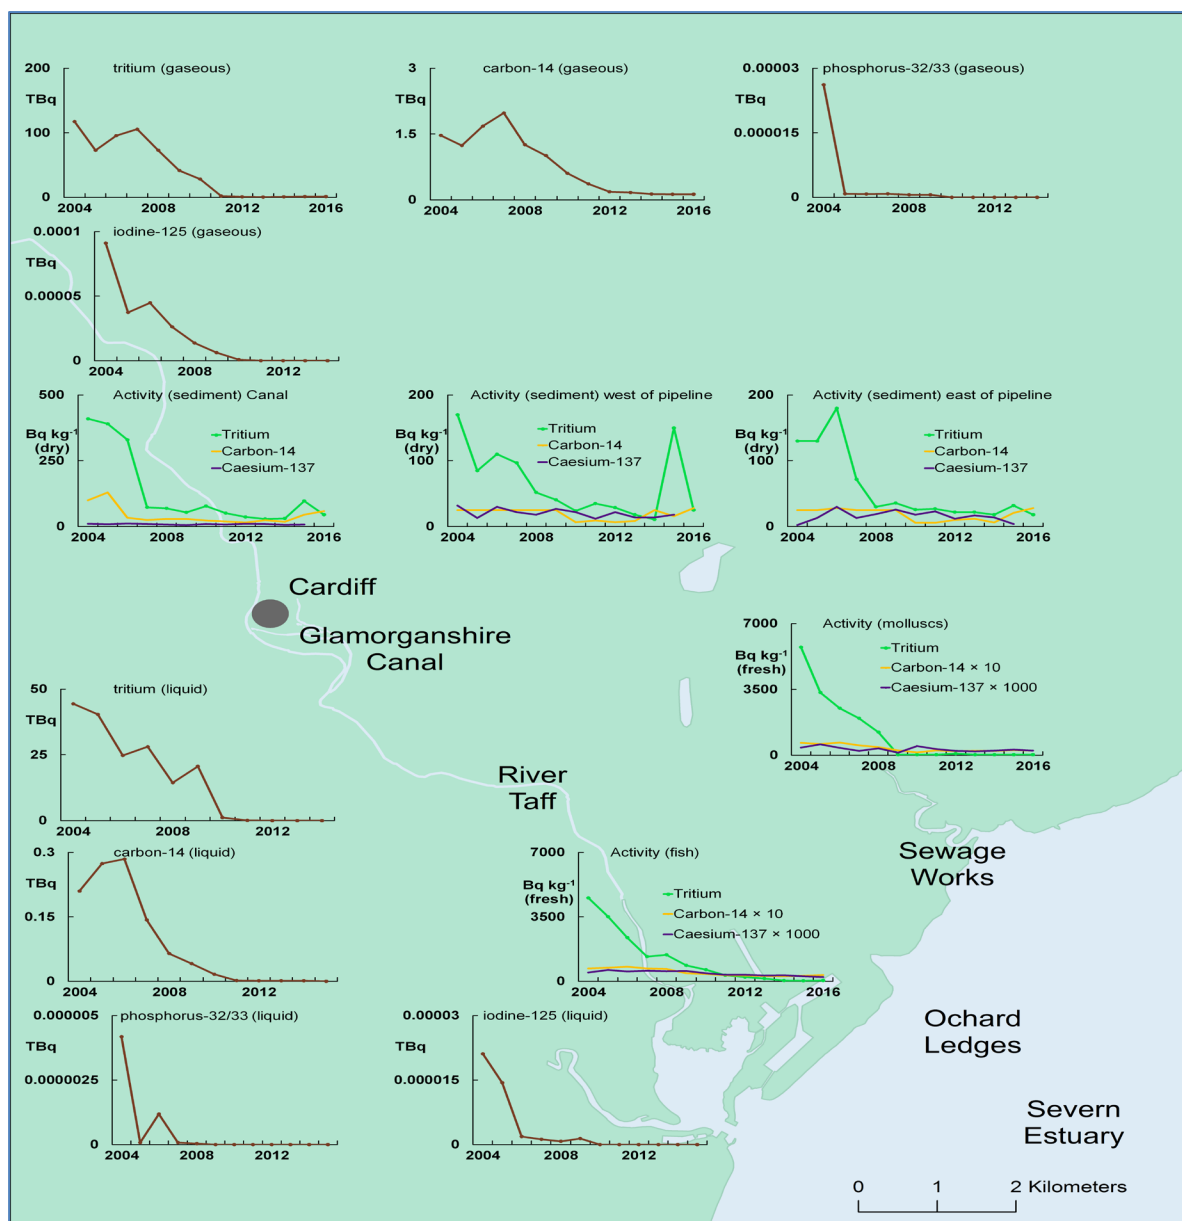 tritium (gaseous)
200
TBq
100
0
2004 2008 2012 2016
carbon-14 (gaseous)
3
TBq
1.5
0
2004 2008 2012 2016
phosphorus-32/33 (gaseous)
0.00003
TBq
0.000015
0
2004 2008 2012
iodine-125 (gaseous)
0.0001
TBq
0.00005
0
2004 2008 2012
Activity (sediment) Canal
500
Bq kg⁻¹
(dry)
250
0
Tritium
Carbon-14
Caesium-137
2004 2008 2012 2016
Activity (sediment) west of pipeline
200
Bq kg⁻¹
(dry)
100
0
Tritium
Carbon-14
Caesium-137
2004 2008 2012 2016
Activity (sediment) east of pipeline
200
Bq kg⁻¹
(dry)
100
0
Tritium
Carbon-14
Caesium-137
2004 2008 2012 2016
Cardiff
Glamorganshire
Canal
Activity (molluscs)
7000
Bq kg⁻¹
(fresh)
3500
0
Tritium
Carbon-14 × 10
Caesium-137 × 1000
2004 2008 2012 2016
tritium (liquid)
50
TBq
25
0
2004 2008 2012
River
Taff
Sewage
Works
carbon-14 (liquid)
0.3
TBq
0.15
0
2004 2008 2012
Activity (fish)
7000
Bq kg⁻¹
(fresh)
3500
0
Tritium
Carbon-14 × 10
Caesium-137 × 1000
2004 2008 2012 2016
phosphorus-32/33 (liquid)
0.000005
TBq
0.0000025
0
2004 2008 2012
iodine-125 (liquid)
0.00003
TBq
0.000015
0
2004 2008 2012
Ochard
Ledges
Severn
Estuary
0 1 2 Kilometers